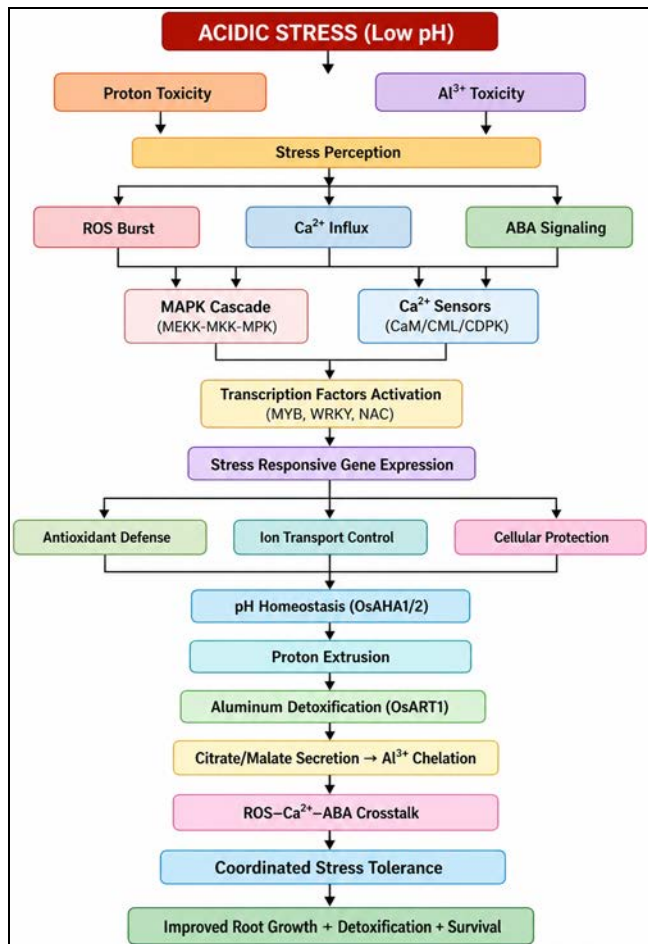 ACIDIC STRESS (Low pH)
Proton Toxicity
Al³⁺ Toxicity
Stress Perception
ROS Burst
Ca²⁺ Influx
ABA Signaling
MAPK Cascade
(MEKK-MKK-MPK)
Ca²⁺ Sensors
(CaM/CML/CDPK)
Transcription Factors Activation
(MYB, WRKY, NAC)
Stress Responsive Gene Expression
Antioxidant Defense
Ion Transport Control
Cellular Protection
pH Homeostasis (OsAHA1/2)
Proton Extrusion
Aluminum Detoxification (OsART1)
Citrate/Malate Secretion → Al³⁺ Chelation
ROS–Ca²⁺–ABA Crosstalk
Coordinated Stress Tolerance
Improved Root Growth + Detoxification + Survival